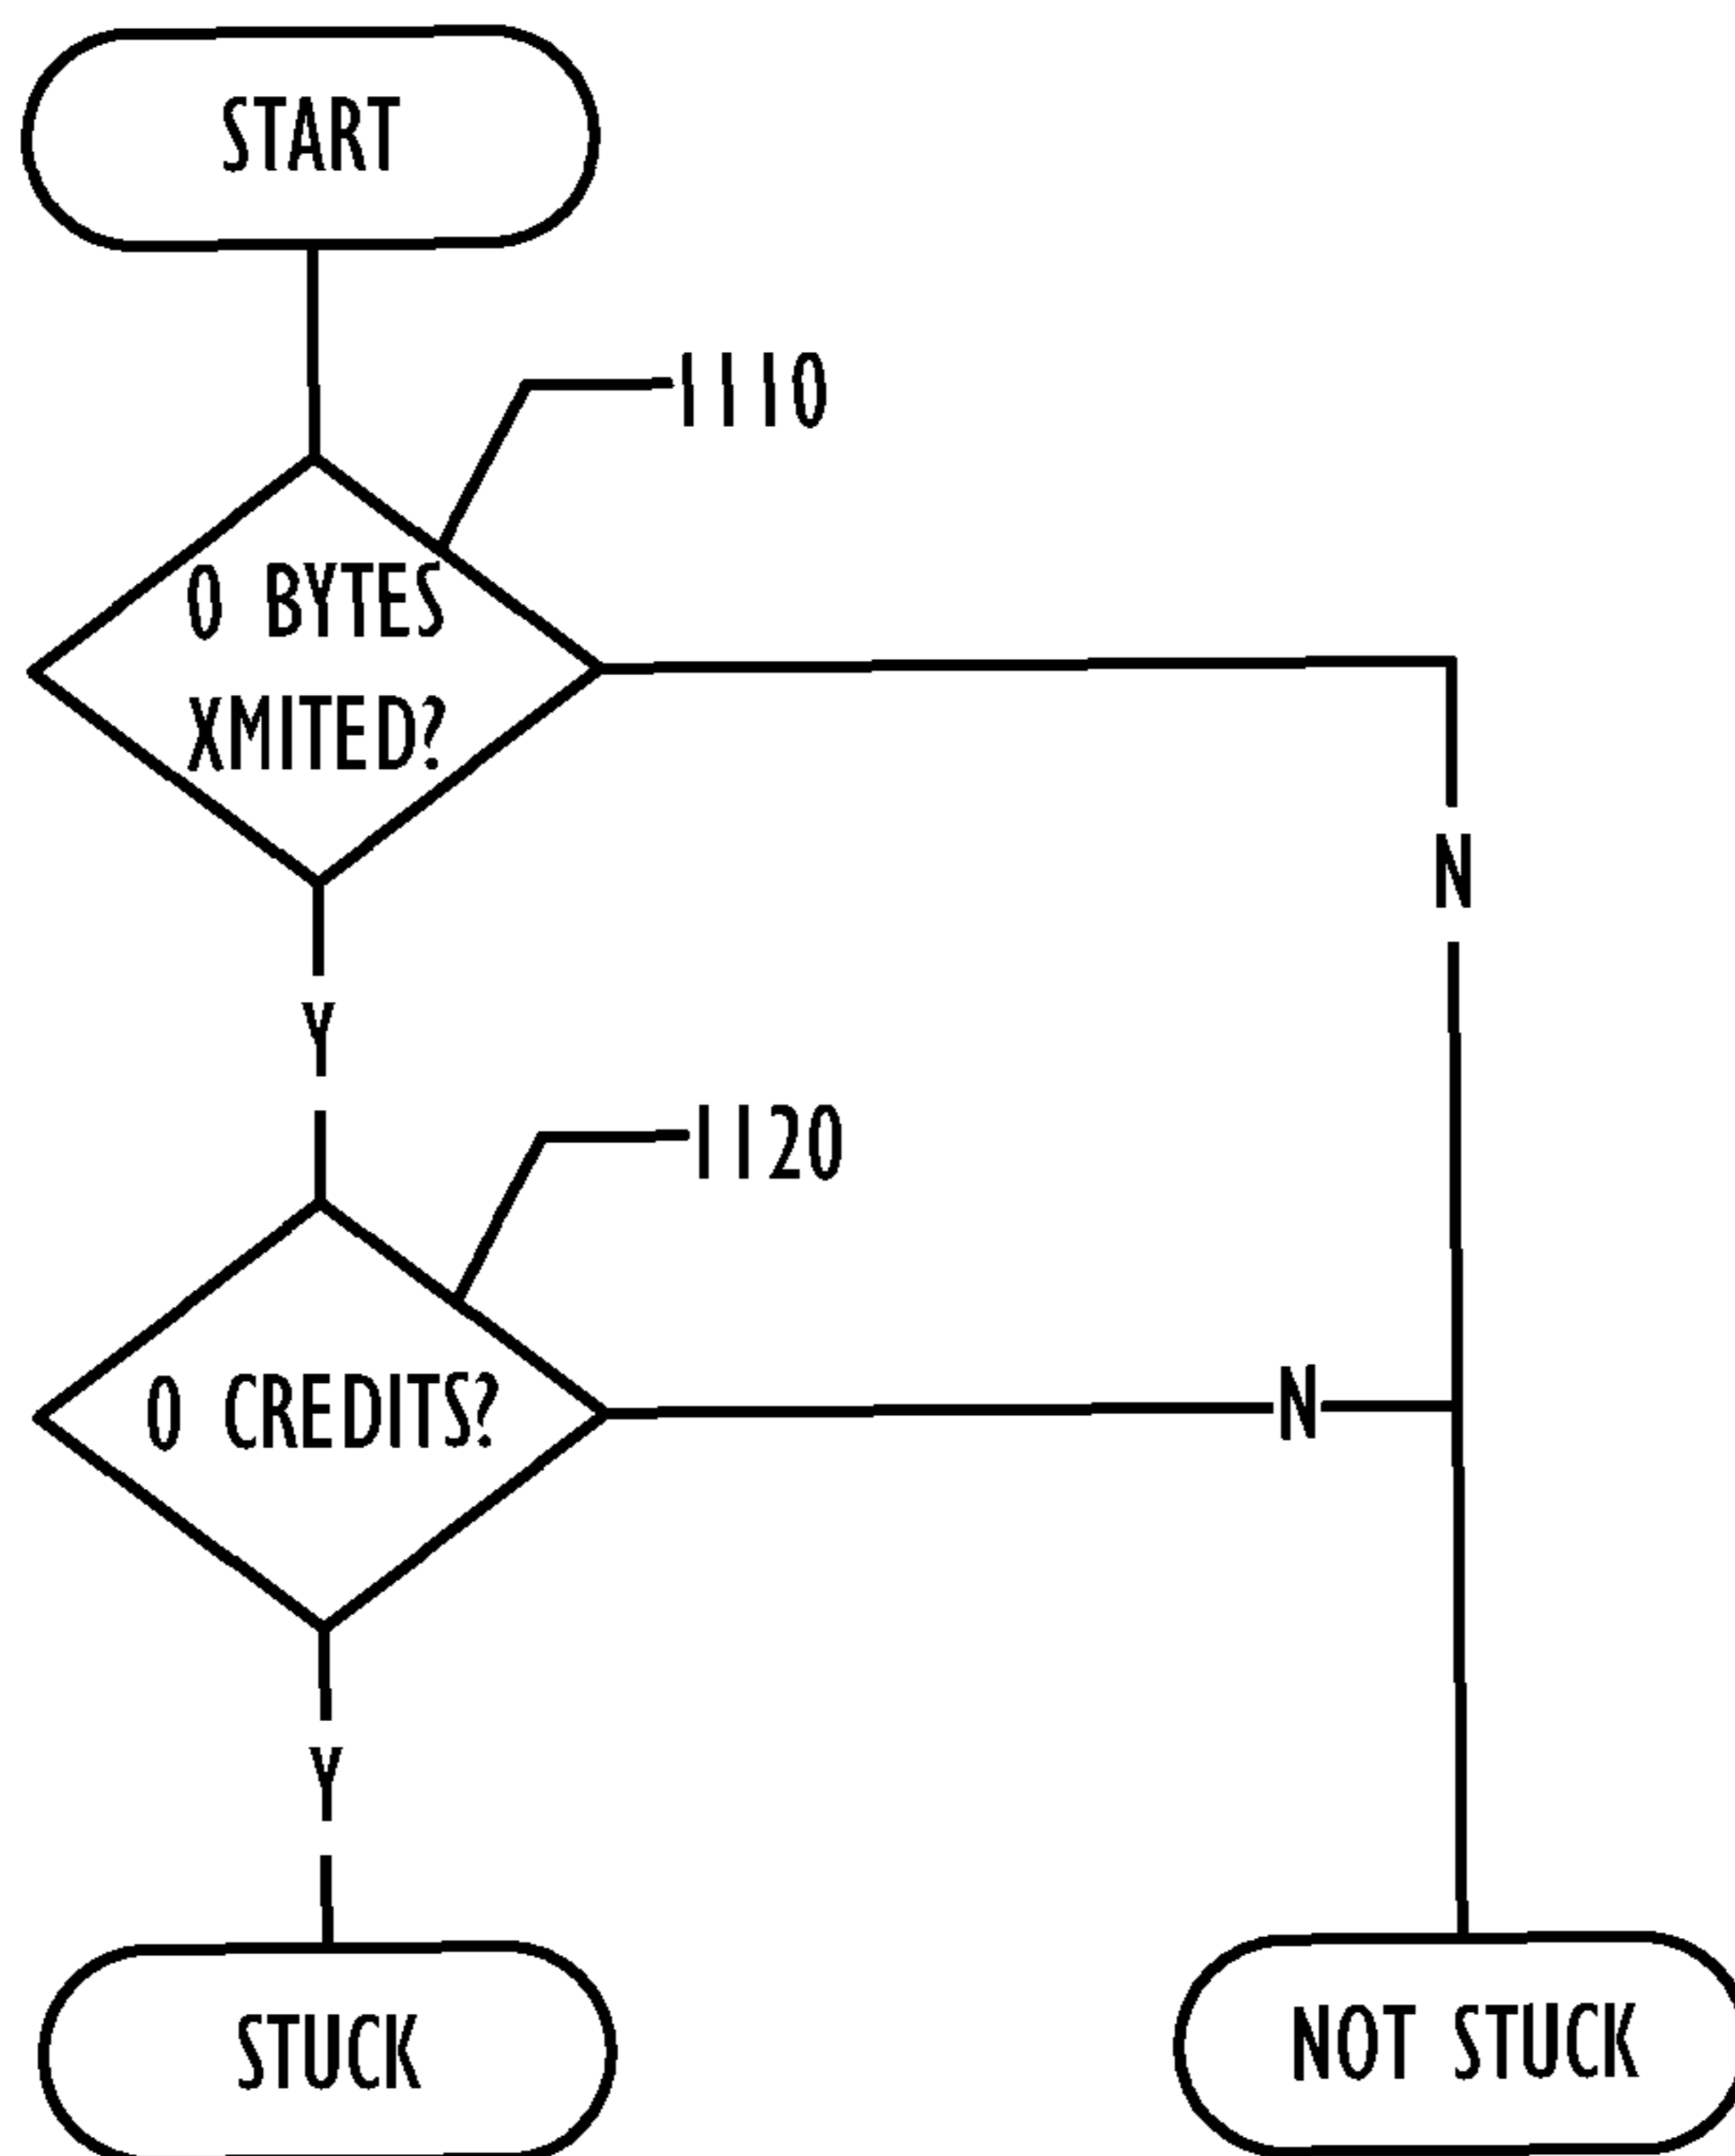 START
1110
0 BYTES
XMITED?
N
Y
1120
0 CREDITS?
N
Y
STUCK
NOT STUCK